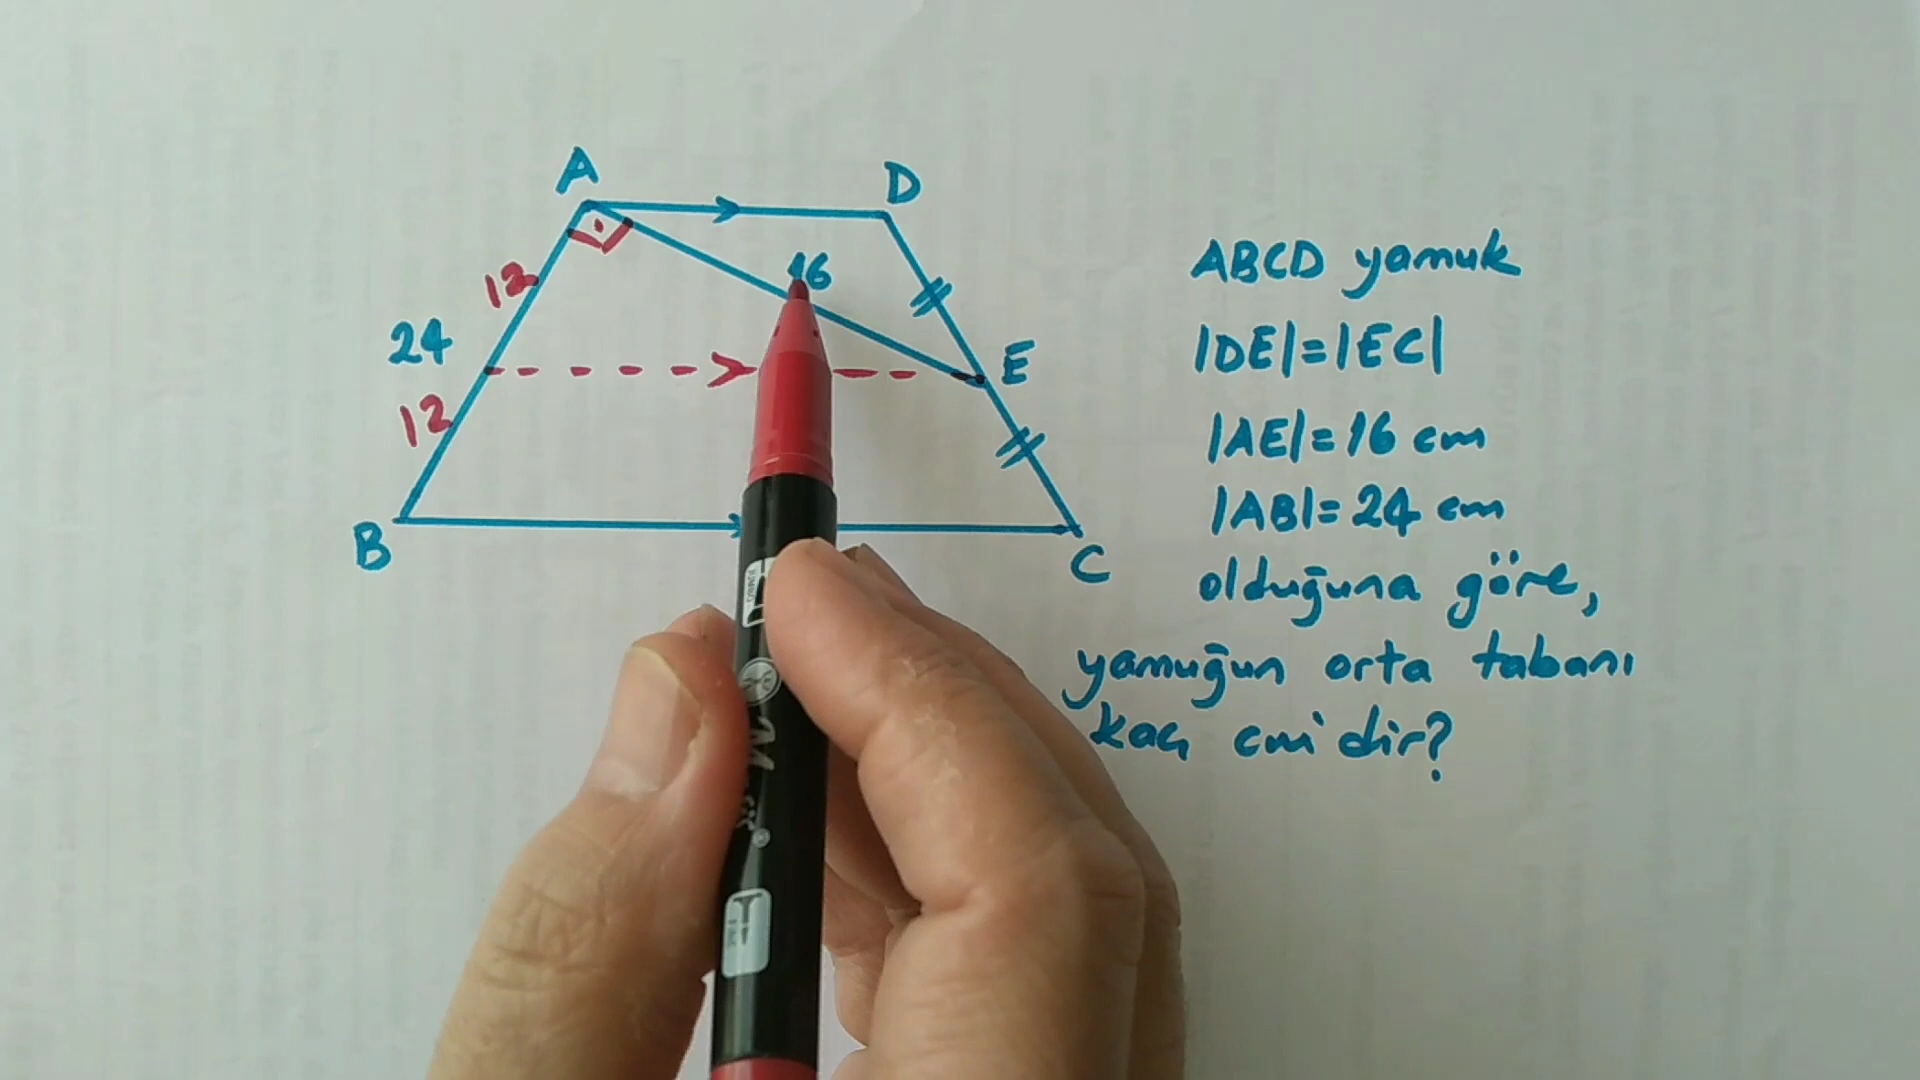 A
D
12
16
24
E
12
B
C
ABCD yamuk
|DE|=|EC|
|AE|=16 cm
|AB|=24 cm
olduğuna göre,
yamuğun orta tabanı
kaç cm'dir?